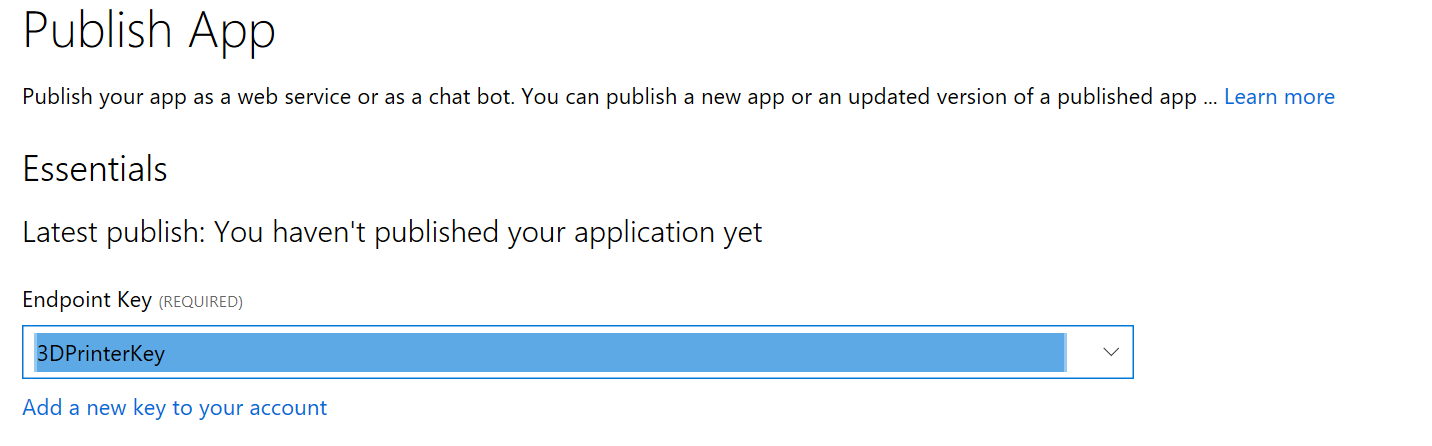 Publish App
Publish your app as a web service or as a chat bot. You can publish a new app or an updated version of a published app ... Learn more
Essentials
Latest publish: You haven't published your application yet
Endpoint Key (REQUIRED)
3DPrinterKey
Add a new key to your account